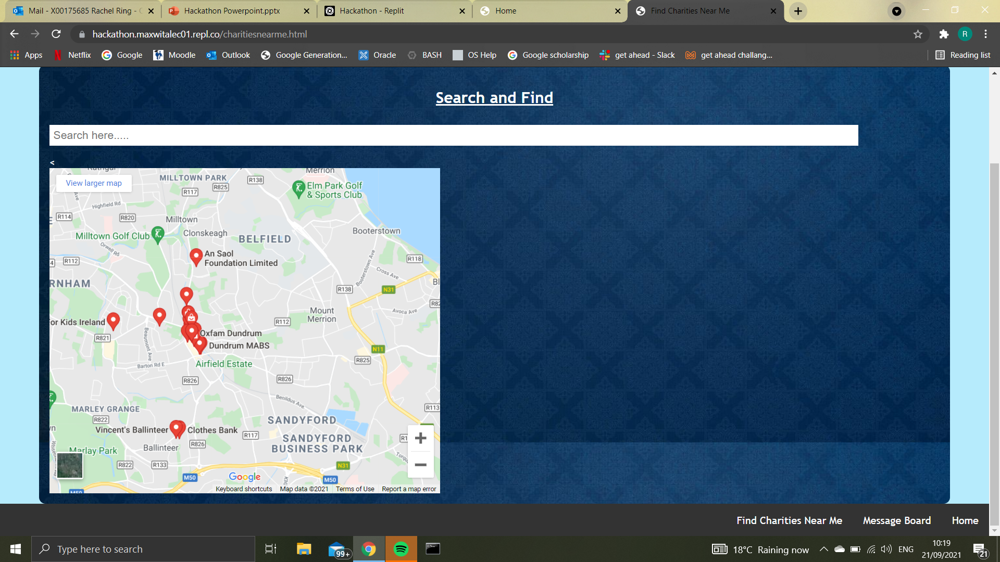 Mail - X00175685 Rachel Ring - 
Hackathon Powerpoint.pptx
Hackathon - Replit
Home
Find Charities Near Me
hackathon.maxwitalec01.repl.co/charitiesnearme.html
R
Apps
Netflix
Google
Moodle
Outlook
Google Generation...
Oracle
BASH
OS Help
Google scholarship
get ahead - Slack
get ahead challang...
Reading list
Search and Find
Search here.....
<
View larger map
MILLTOWN PARK
R138
Merrion
R825
R117
Elm Park Golf
& Sports Club
Highfield Rd
R114
R820
Milltown
Milltown Golf Club
Clonskeagh
BELFIELD
Booterstown
Orwell Rd
R112
An Saol
Foundation Limited
R118
Booterstown Ave
Cross Ave
RNHAM
R138
N31
Bl
R82
Mount
Merrion
Avoca Ave
or Kids Ireland
R112
R821
Beaumont Ave
Oxfam Dundrum
Dundrum MABS
N11
R825
Airfield Estate
Barton Rd E
R826
R826
Benildus Ave
MARLEY GRANGE
R113
R822
SANDYFORD
Vincent's Ballinteer
Clothes Bank
R117
SANDYFORD
BUSINESS PARK
R1
Ballinteer
R826
Marlay Park
R822
R133
N31
M50
Google
M50
M50
Keyboard shortcuts
Map data ©2021
Terms of Use
Report a map error
Find Charities Near Me
Message Board
Home
Type here to search
99+
18°C Raining now
ENG
10:19
21/09/2021
21